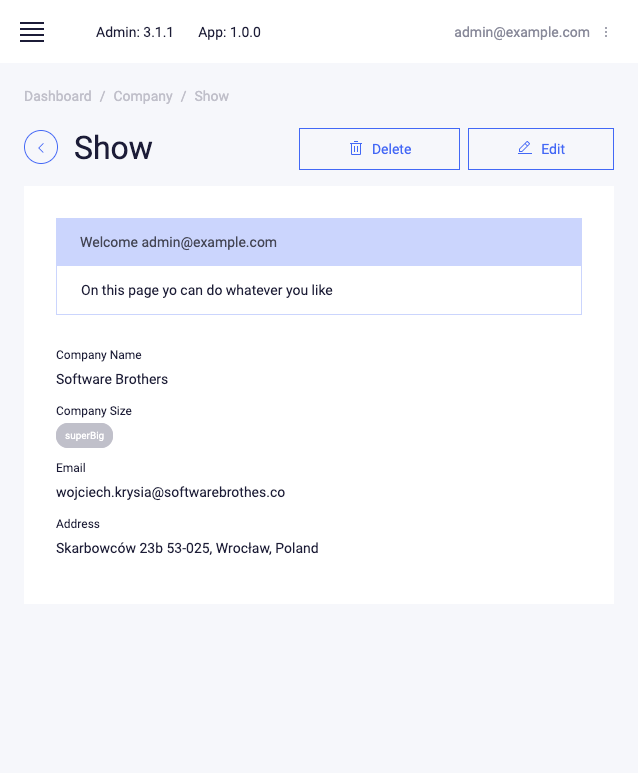 Admin: 3.1.1 App: 1.0.0 admin@example.com
Dashboard / Company / Show
Show Delete Edit
Welcome admin@example.com
On this page yo can do whatever you like
Company Name
Software Brothers
Company Size
superBig
Email
wojciech.krysia@softwarebrothes.co
Address
Skarbowców 23b 53-025, Wrocław, Poland